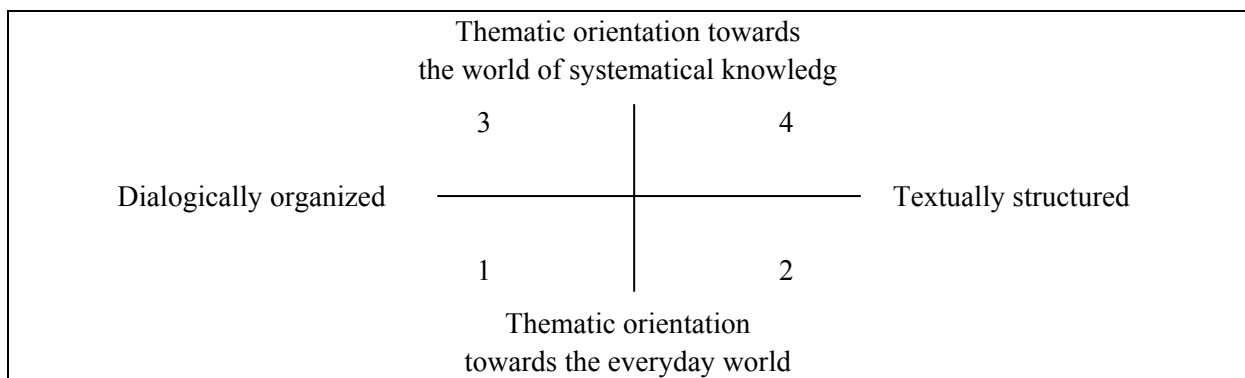 Thematic orientation towards
the world of systematical knowledg
3 4
Dialogically organized Textually structured
1 2
Thematic orientation
towards the everyday world